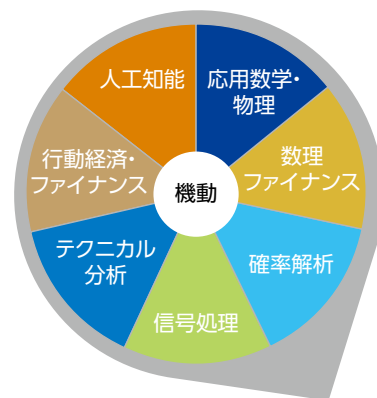 人工知能
応用数学・
物理
行動経済・
ファイナンス
数理
ファイナンス
機動
テクニカル
分析
確率解析
信号処理